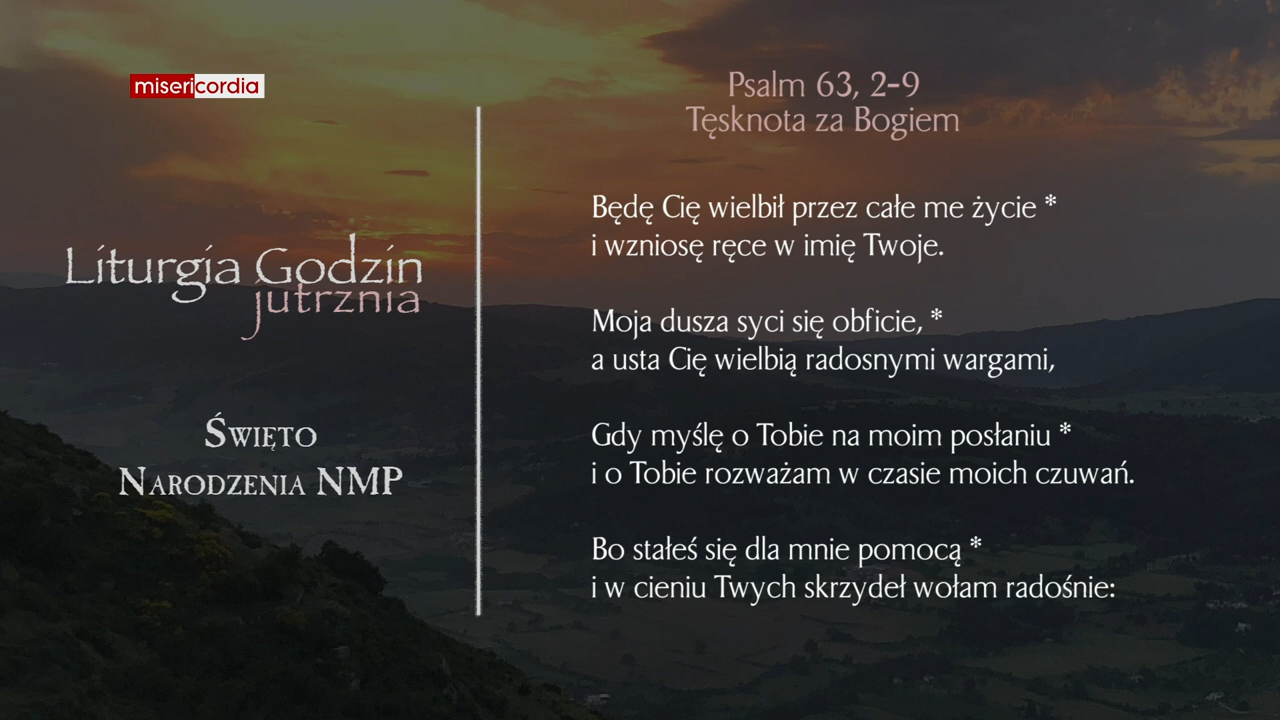 misericordia
Liturgia Godzin
jutrznia
Święto
Narodzenia NMP
Psalm 63, 2-9
Tęsknota za Bogiem
Będę Cię wielbił przez całe me życie *
i wzniosę ręce w imię Twoje.
Moja dusza syci się obficie, *
a usta Cię wielbią radosnymi wargami,
Gdy myślę o Tobie na moim posłaniu *
i o Tobie rozważam w czasie moich czuwań.
Bo stałeś się dla mnie pomocą *
i w cieniu Twych skrzydeł wołam radośnie: